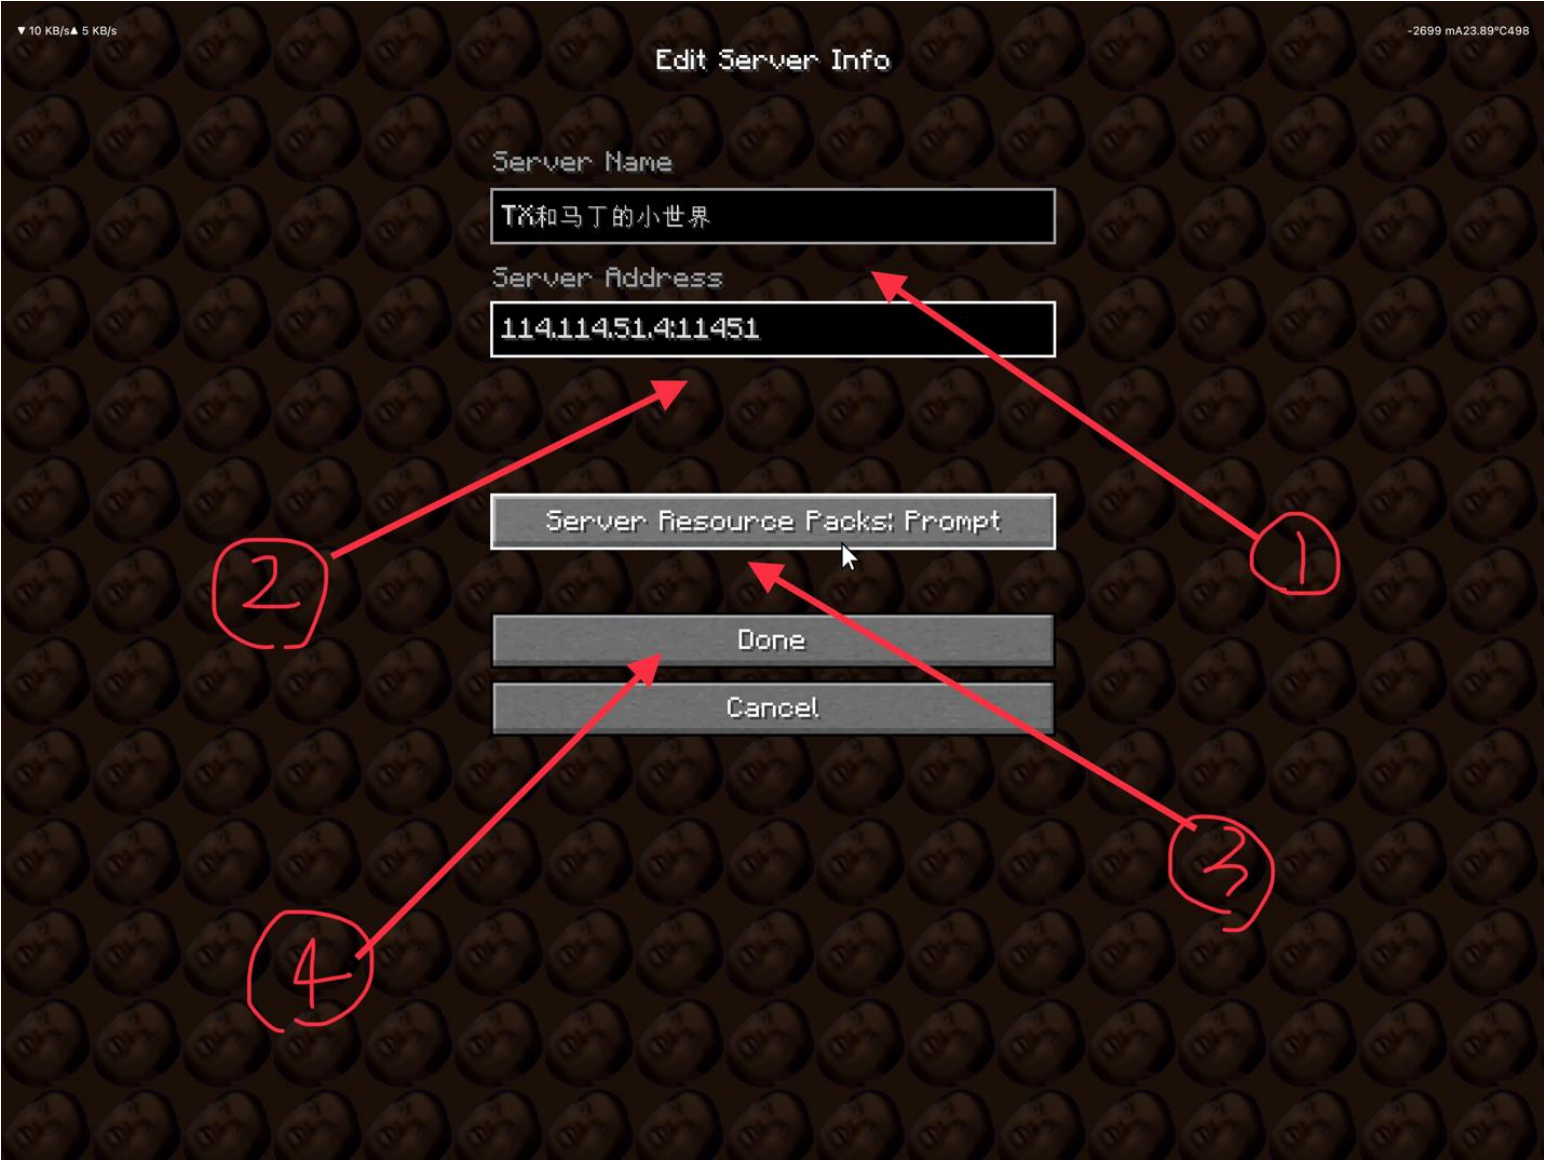 ▼ 10 KB/s▲ 5 KB/s
-2699 mA23.89°C498
Edit Server Info
Server Name
TX和马丁的小世界
Server Address
114.114.51.4:11451
Server Resource Packs: Prompt
2
1
Done
Cancel
3
4